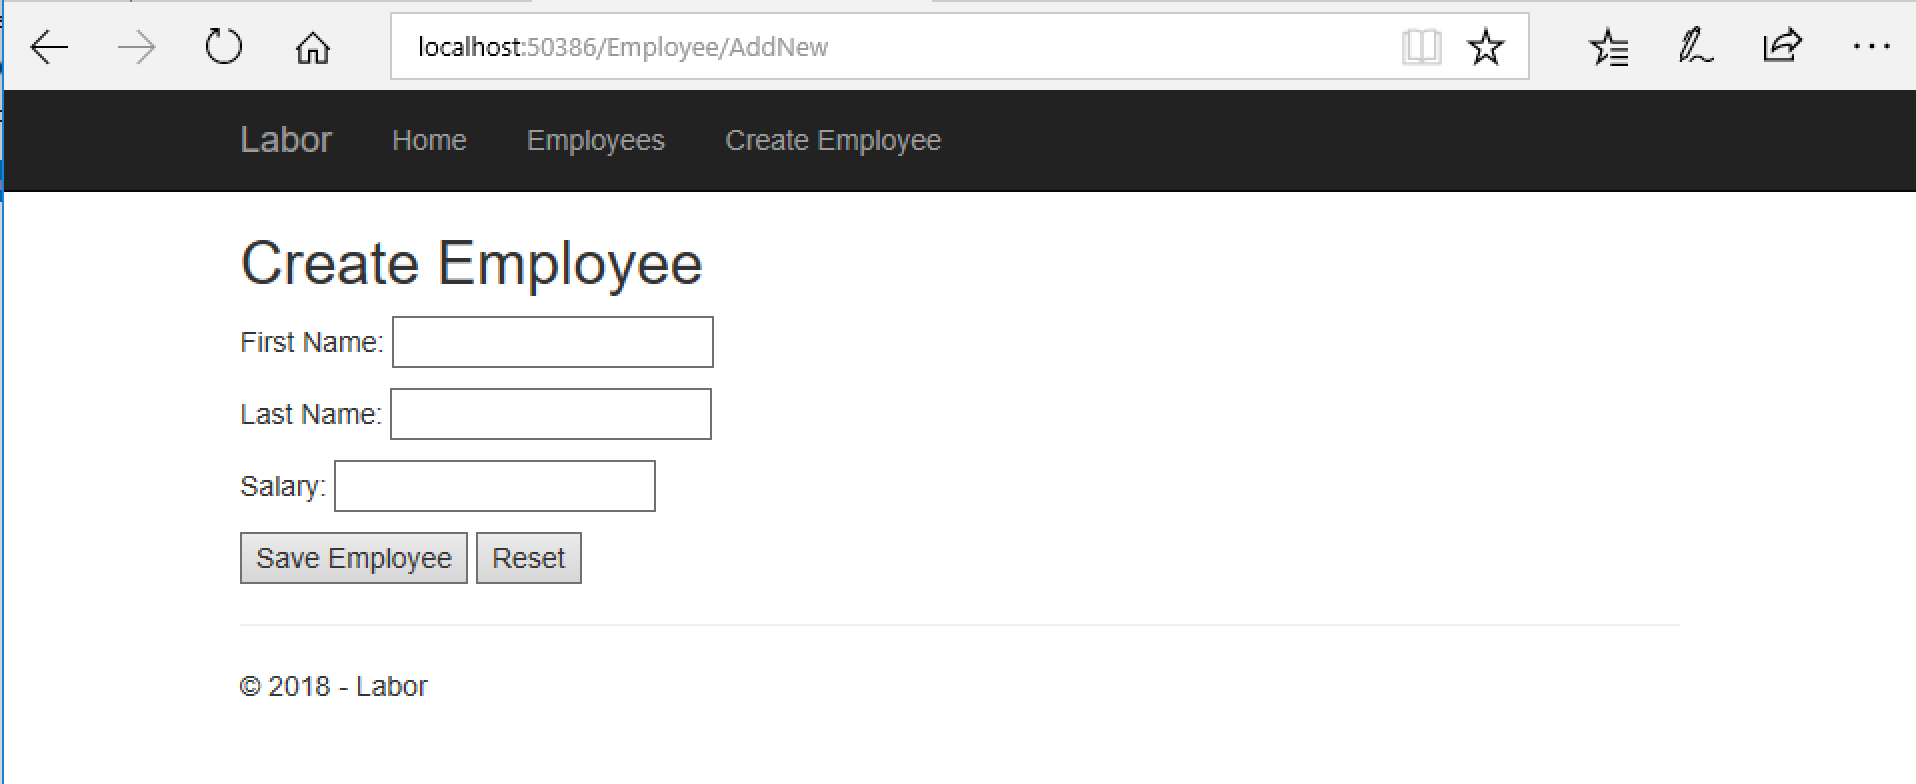 localhost:50386/Employee/AddNew
Labor Home Employees Create Employee
Create Employee
First Name:
Last Name:
Salary:
Save Employee Reset
© 2018 - Labor